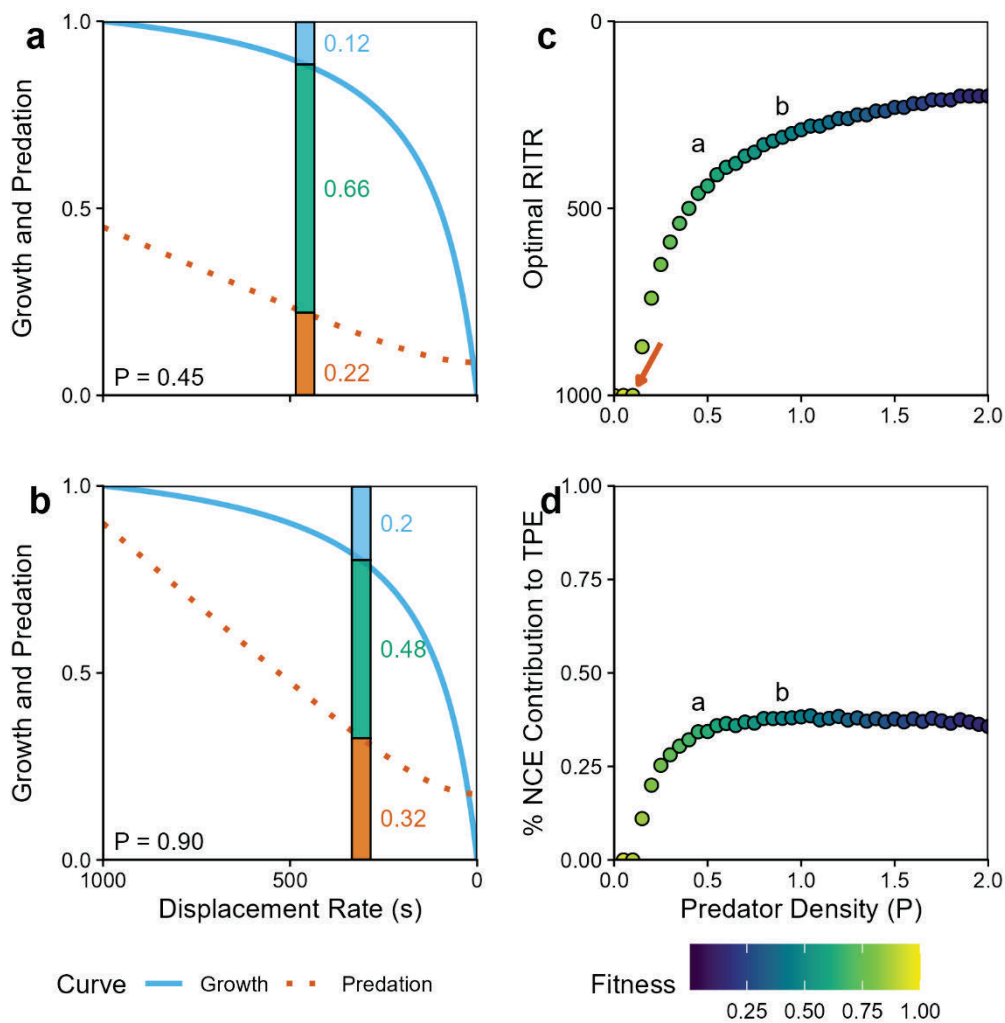 a
Growth and Predation
1.0
0.5
0.0
0.12
0.66
0.22
P = 0.45
c
Optimal RITR
0
500
1000
a
b
0.0 0.5 1.0 1.5 2.0
b
Growth and Predation
1.0
0.5
0.0
0.2
0.48
0.32
P = 0.90
1000 500 0
Displacement Rate (s)
d
% NCE Contribution to TPE
1.00
0.75
0.50
0.25
0.00
a
b
0.0 0.5 1.0 1.5 2.0
Predator Density (P)
Curve Growth Predation
Fitness
0.25 0.50 0.75 1.00